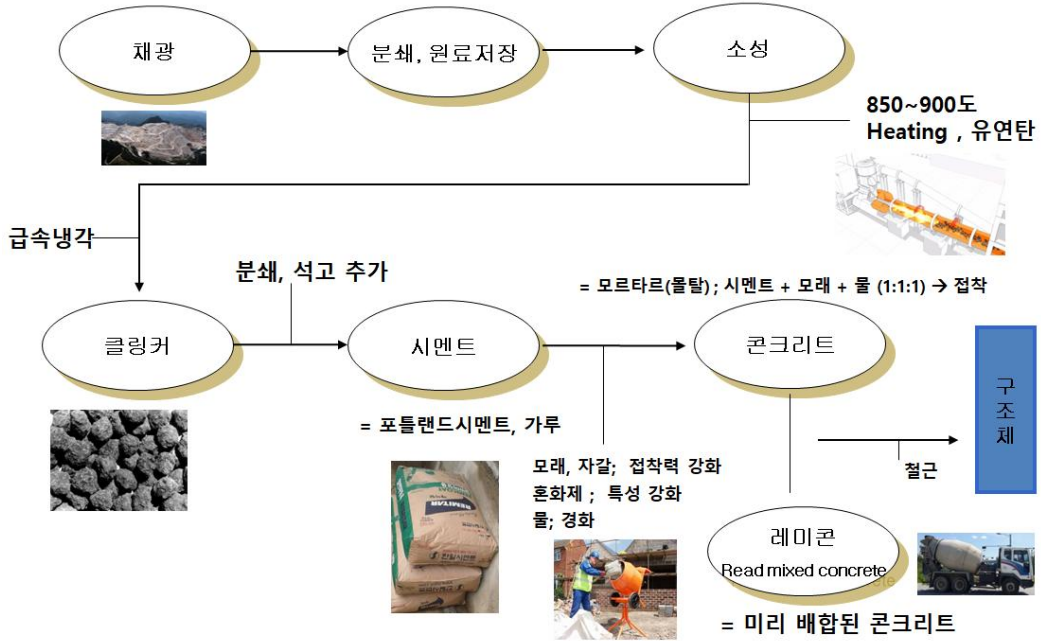 채광
분쇄, 원료저장
소성
850~900도
Heating , 유연탄
급속냉각
분쇄, 석고 추가
= 모르타르(몰탈) ; 시멘트 + 모래 + 물 (1:1:1) → 접착
클링커
시멘트
콘크리트
구
조
체
= 포틀랜드시멘트, 가루
모래, 자갈; 접착력 강화
혼화제 ; 특성 강화
물; 경화
철근
레미콘
Read mixed concrete
= 미리 배합된 콘크리트